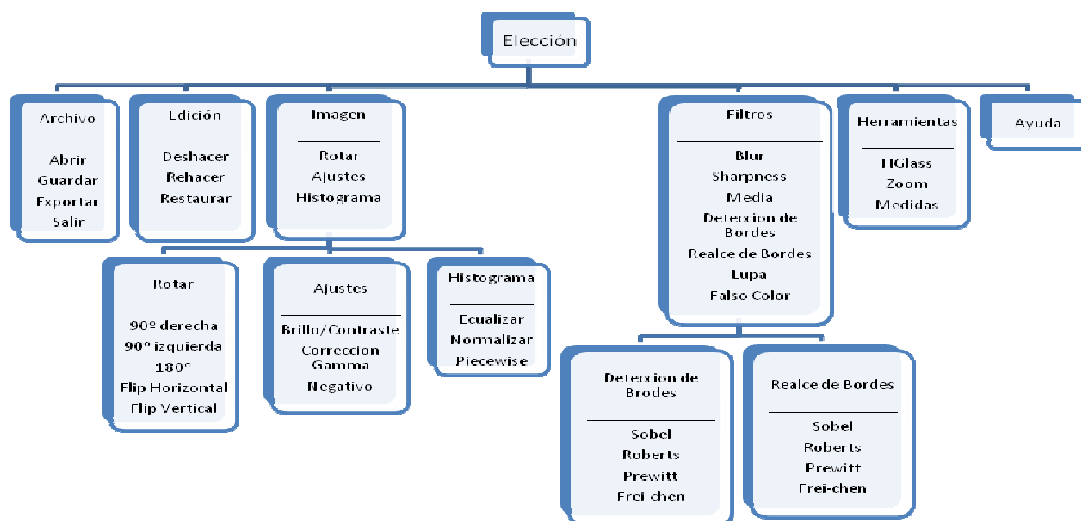 Elección
Archivo
Abrir
Guardar
Exportar
Salir
Edición
Deshacer
Rehacer
Restaurar
Imagen
Rotar
Ajustes
Histograma
Filtros
Blur
Sharpness
Media
Deteccion de
Bordes
Realce de Bordes
Lupa
Falso Color
Herramientas
HGlass
Zoom
Medidas
Ayuda
Rotar
90º derecha
90º izquierda
180º
Flip Horizontal
Flip Vertical
Ajustes
Brillo/Contraste
Correccion
Gamma
Negativo
Histograma
Ecualizar
Normalizar
Piecewise
Deteccion de
Brodes
Sobel
Roberts
Prewitt
Frei-chen
Realce de Bordes
Sobel
Roberts
Prewitt
Frei-chen